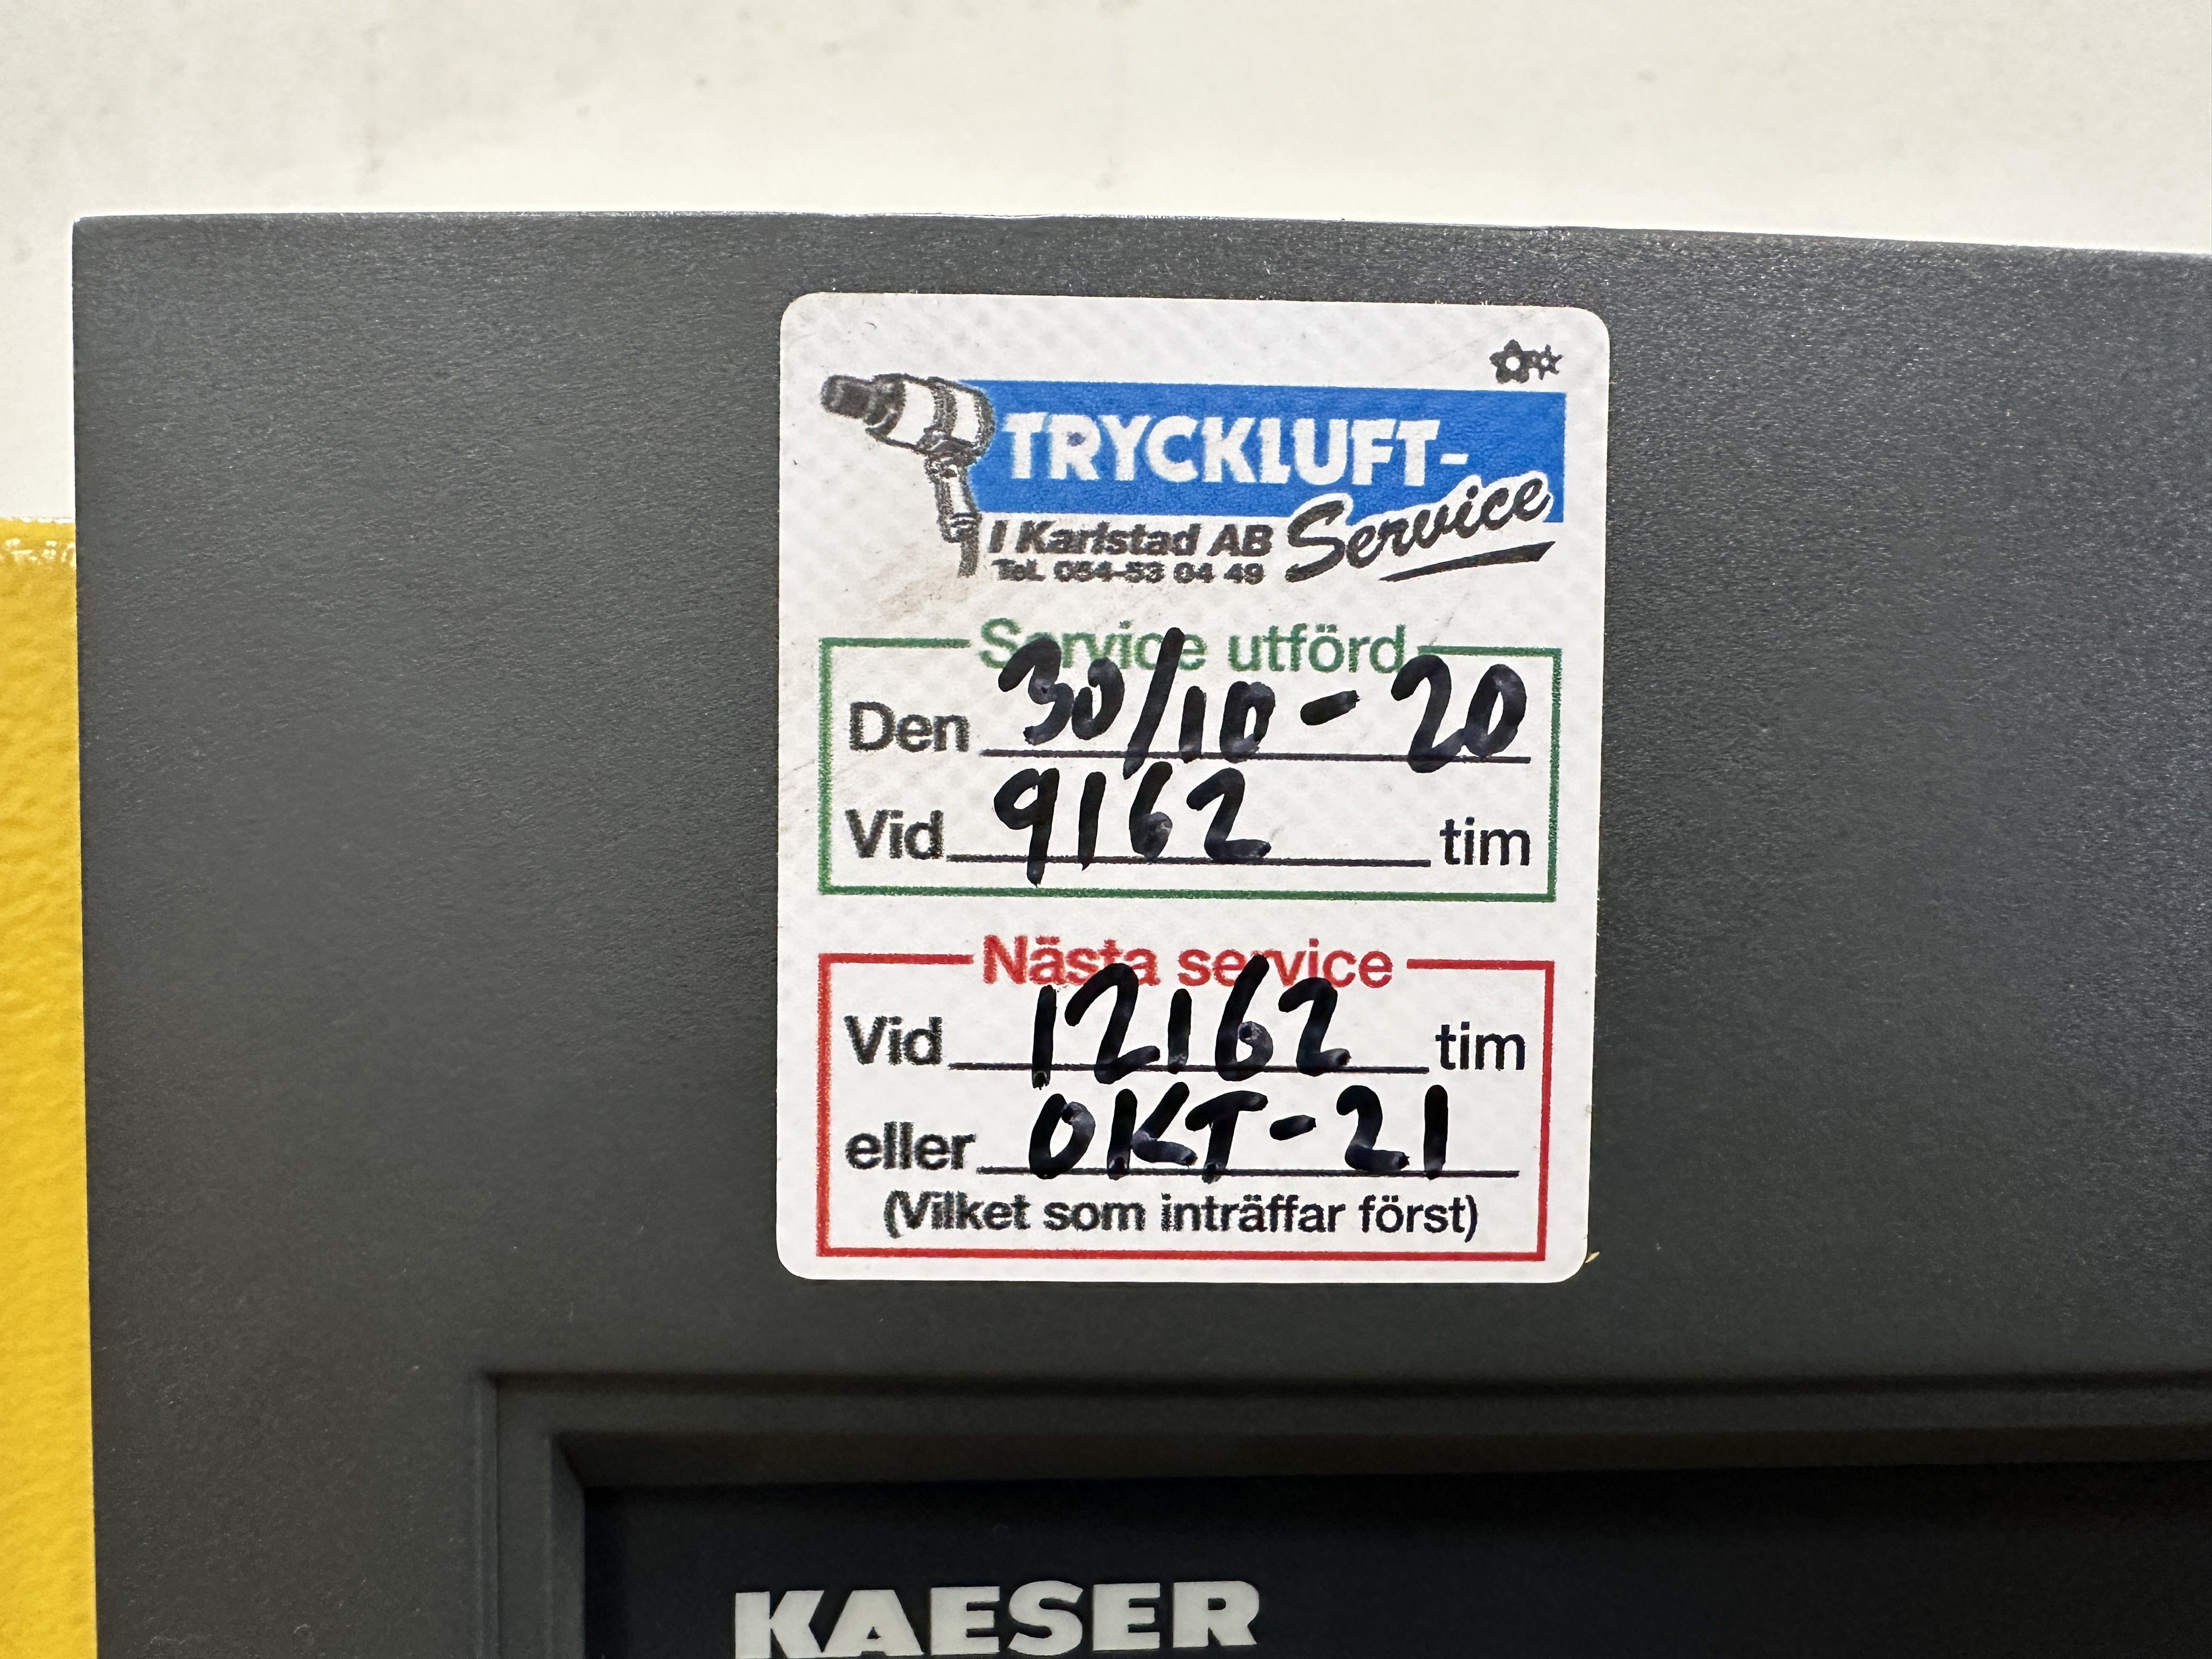 TRYCKLUFT-
Service
I Karlstad AB
Tel. 054-53 04 49
Service utförd
Den 30/10-20
Vid 9162 tim
Nästa service
Vid 12162 tim
eller OKT-21
(Vilket som inträffar först)
KAESER